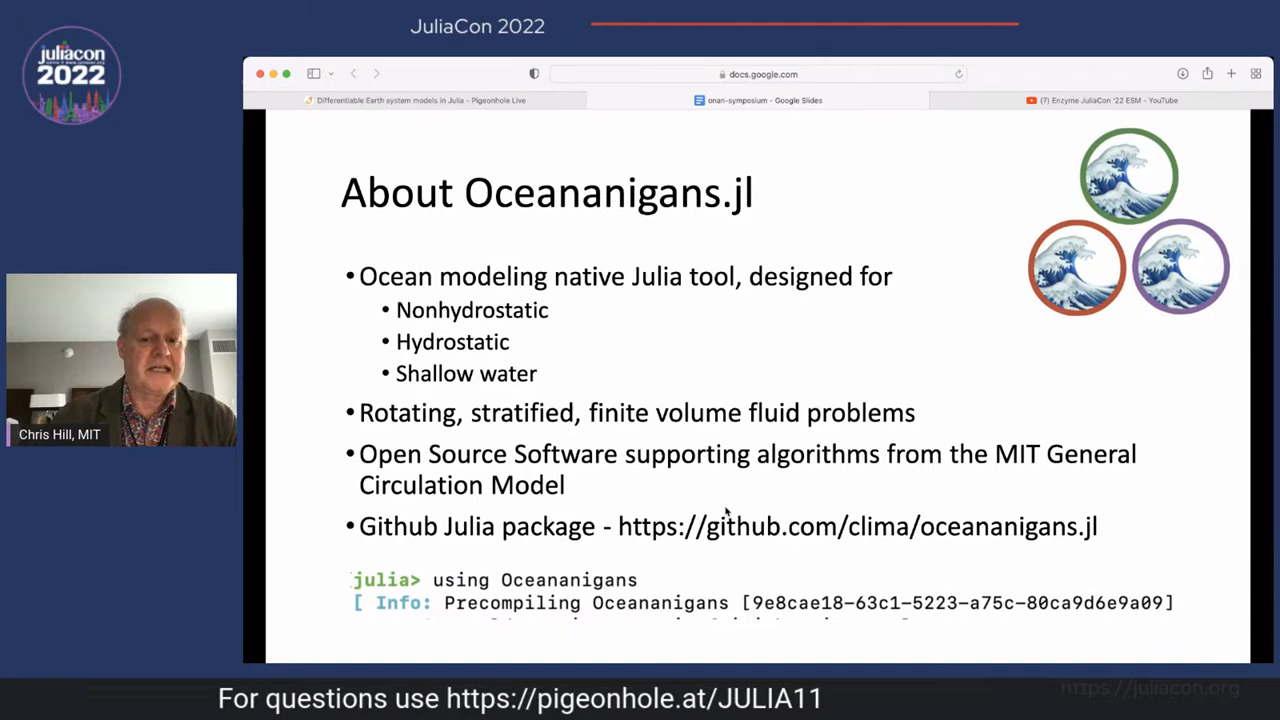 JuliaCon 2022
juliacon
2022
docs.google.com
Differentiable Earth system models in Julia - Pigeonhole Live
onan-symposium - Google Slides
(7) Enzyme JuliaCon '22 ESM - YouTube
About Oceananigans.jl
•Ocean modeling native Julia tool, designed for
• Nonhydrostatic
• Hydrostatic
• Shallow water
•Rotating, stratified, finite volume fluid problems
•Open Source Software supporting algorithms from the MIT General
Circulation Model
•Github Julia package - https://github.com/clima/oceananigans.jl
julia> using Oceananigans
[ Info: Precompiling Oceananigans [9e8cae18-63c1-5223-a75c-80ca9d6e9a09]
Chris Hill, MIT
For questions use https://pigeonhole.at/JULIA11
https://juliacon.org